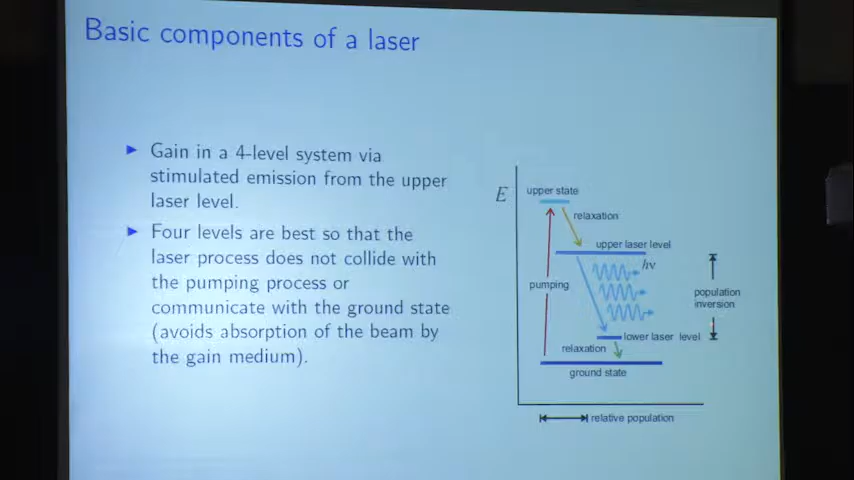 Basic components of a laser
Gain in a 4-level system via
stimulated emission from the upper
laser level.
Four levels are best so that the
laser process does not collide with
the pumping process or
communicate with the ground state
(avoids absorption of the beam by
the gain medium).
E
upper state
relaxation
upper laser level
hν
pumping
population
inversion
lower laser level
relaxation
ground state
relative population